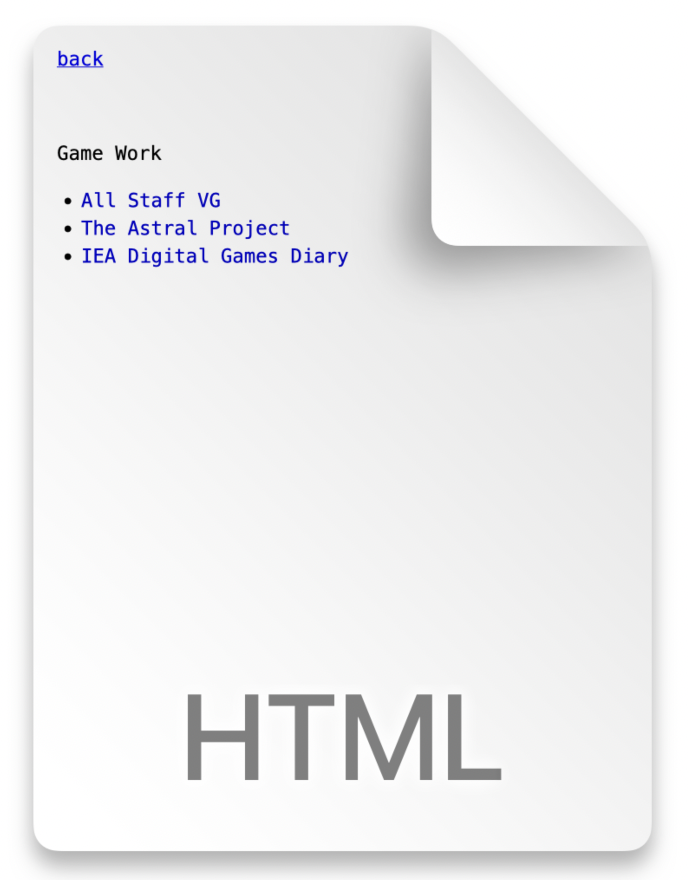 back
Game Work
• All Staff VG
• The Astral Project
• IEA Digital Games Diary
HTML